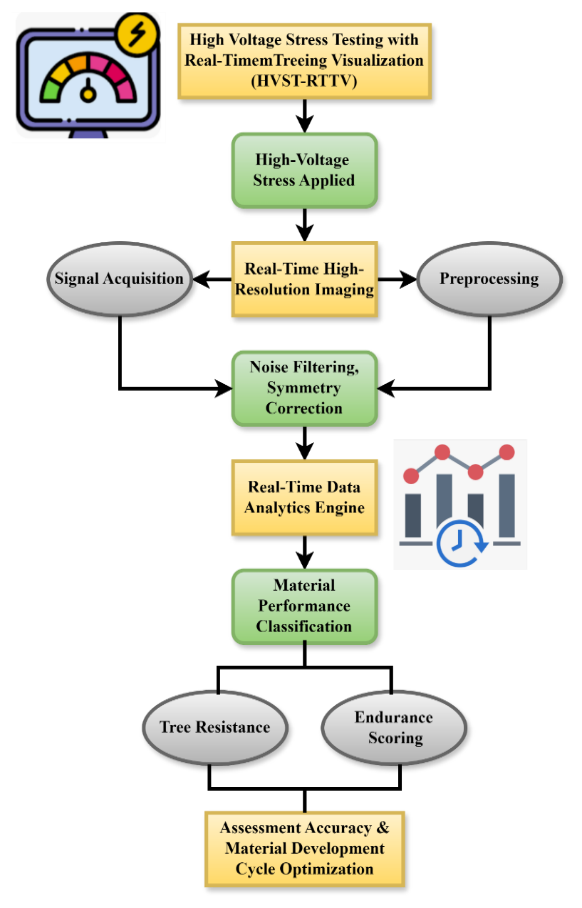 High Voltage Stress Testing with
Real-TimemTreeing Visualization
(HVST-RTTV)
High-Voltage
Stress Applied
Signal Acquisition
Real-Time High-
Resolution Imaging
Preprocessing
Noise Filtering,
Symmetry
Correction
Real-Time Data
Analytics Engine
Material
Performance
Classification
Tree Resistance
Endurance
Scoring
Assessment Accuracy &
Material Development
Cycle Optimization